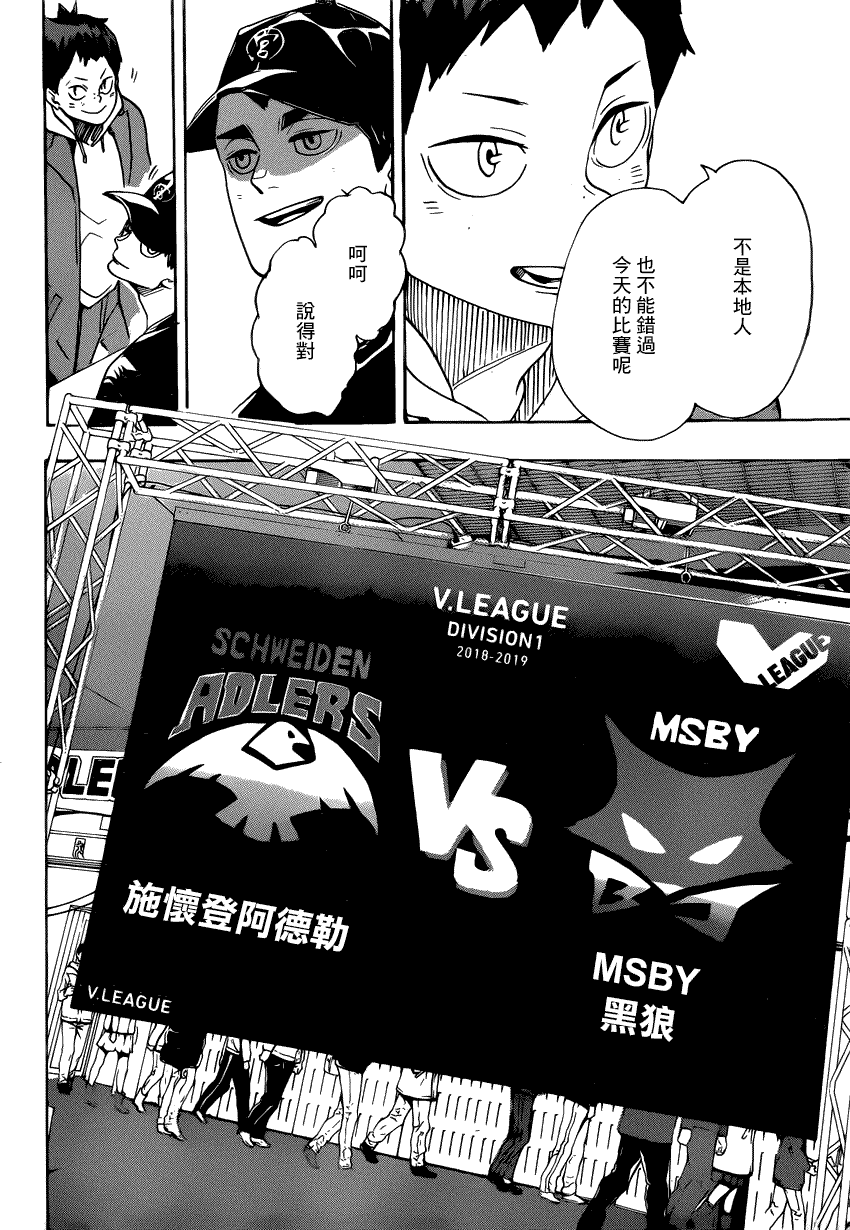 不是本地人
也不能錯過
今天的比賽呢
呵呵
說得對
宮
V.LEAGUE
DIVISION1
2018-2019
V
LEAGUE
SCHWEIDEN
ADLERS
VS
MSBY
施懷登阿德勒
MSBY
黑狼
V.LEAGUE